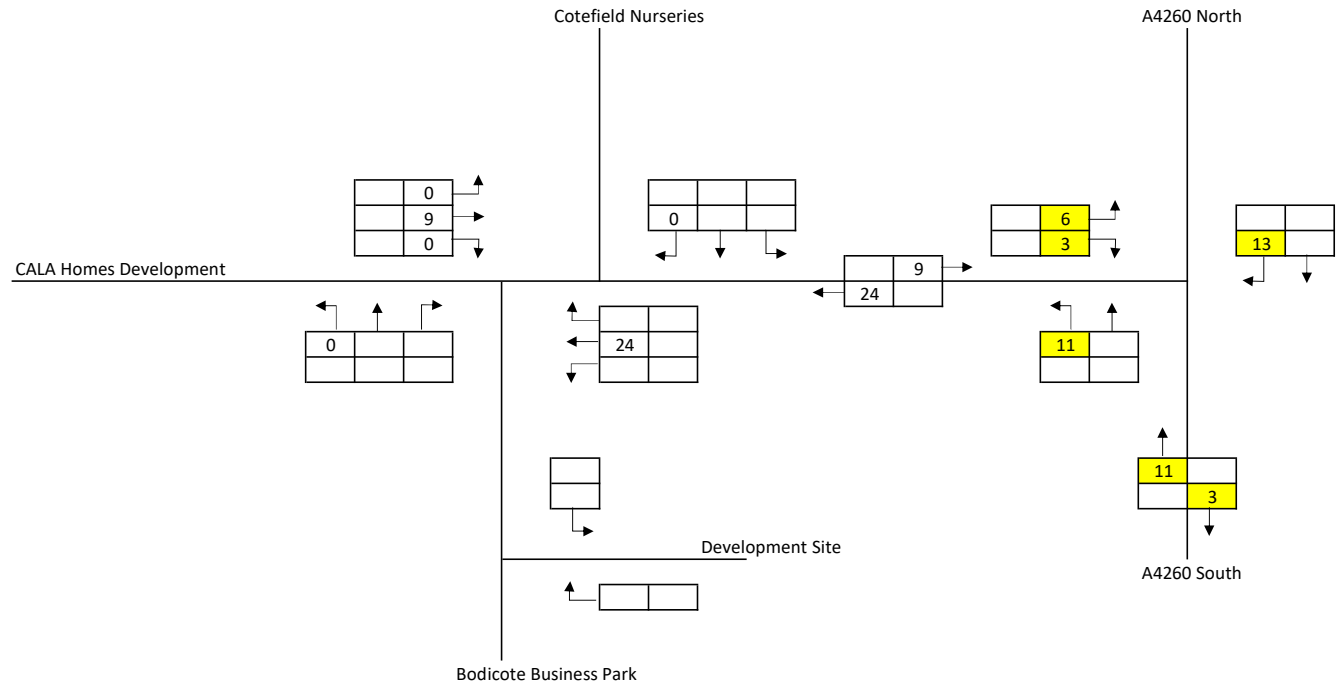 Cotefield Nurseries
A4260 North
0
9
0
0
6
3
13
CALA Homes Development
9
24
0
24
11
11
3
Development Site
A4260 South
Bodicote Business Park